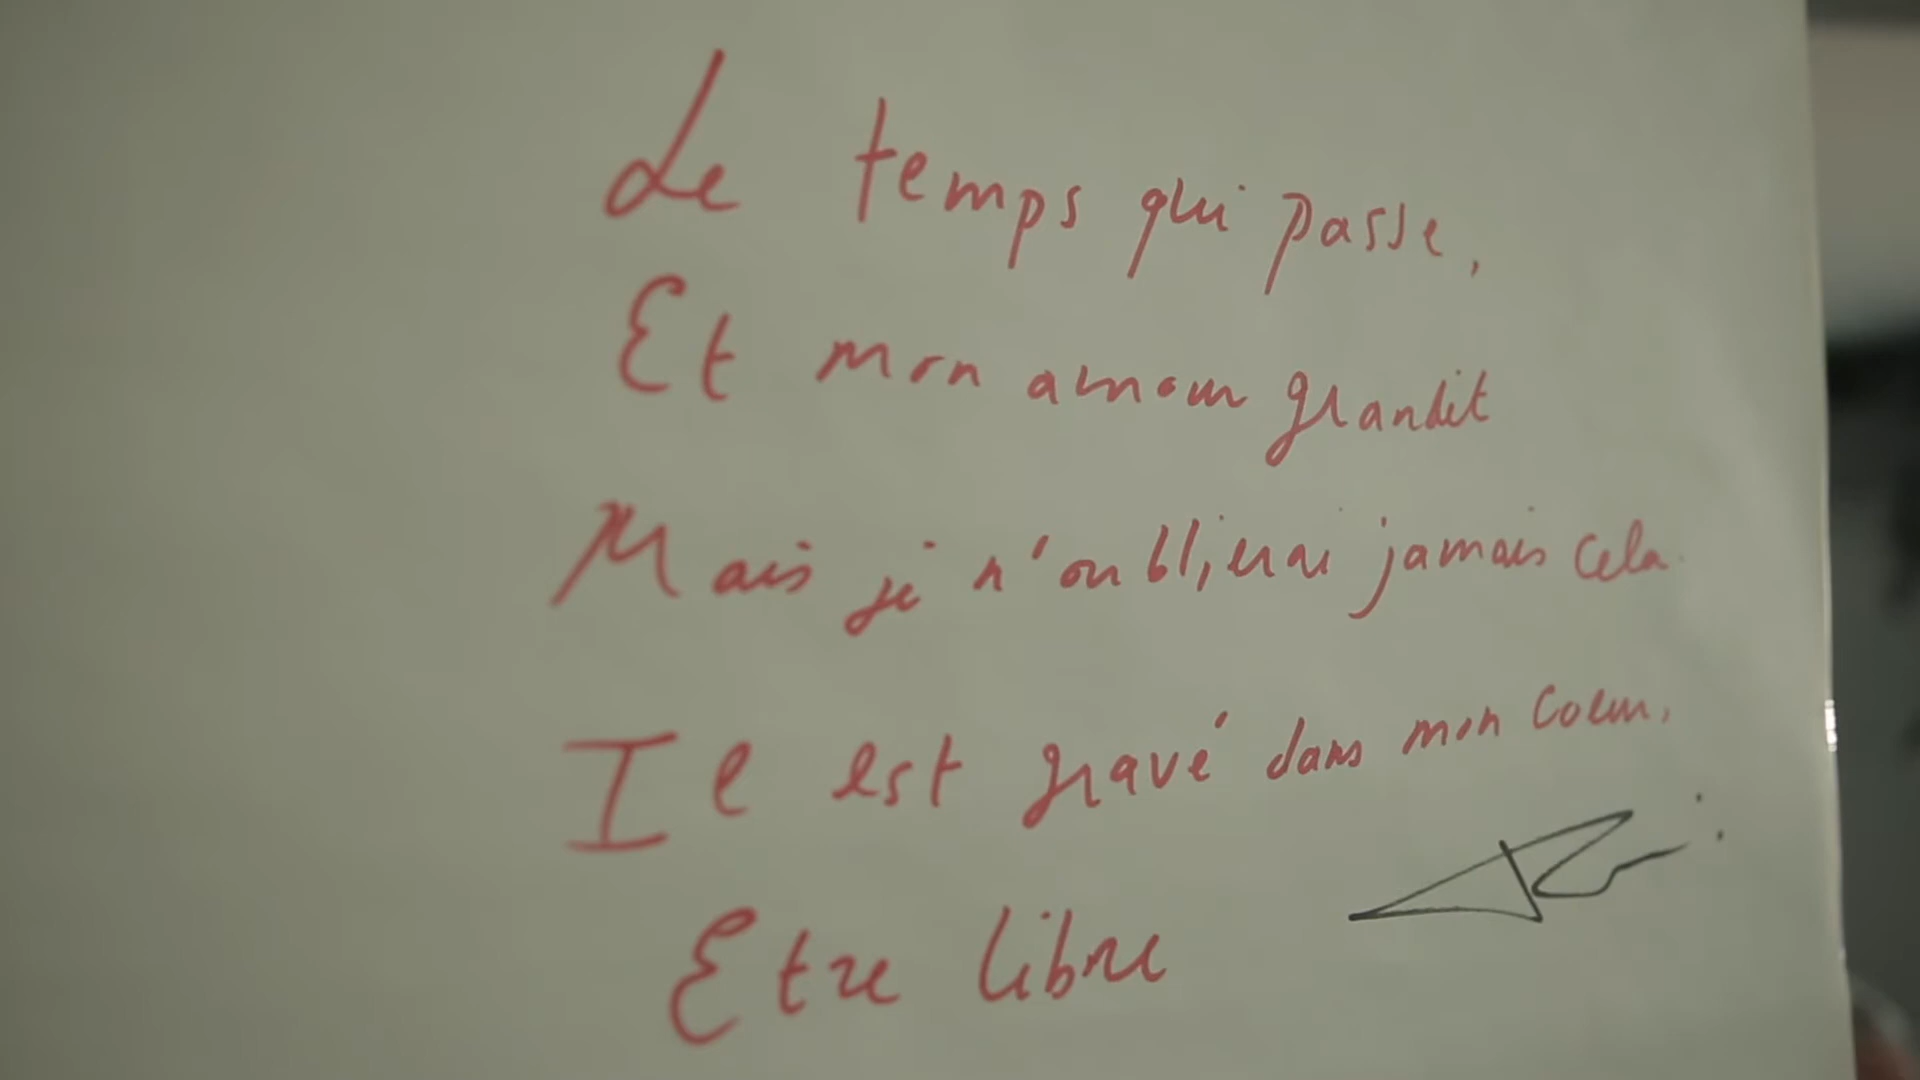 Le temps qui passe,
Et mon amour grandit
Mais je n'oublierai jamais cela.
Il est gravé dans mon Coeur.
Etre libre